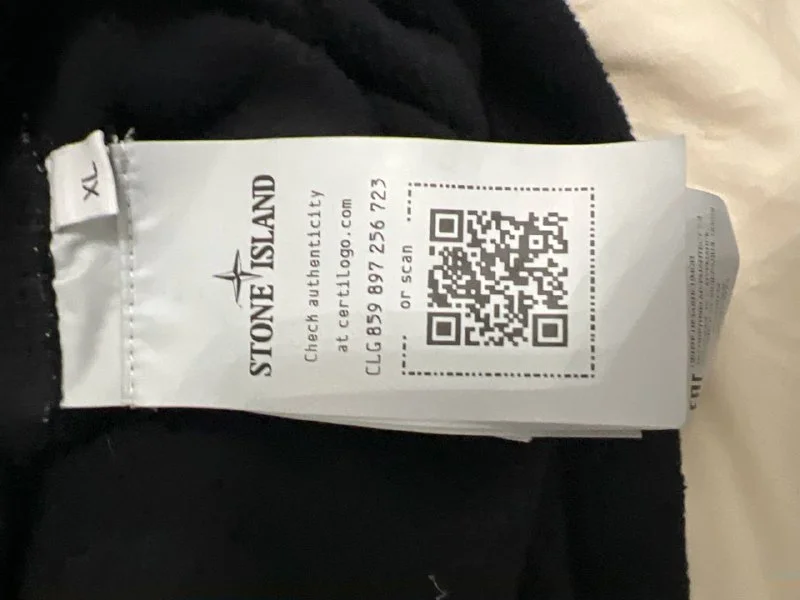 XL
STONE ISLAND
Check authenticity
at certilogo.com
CLG 859 897 256 723
or scan